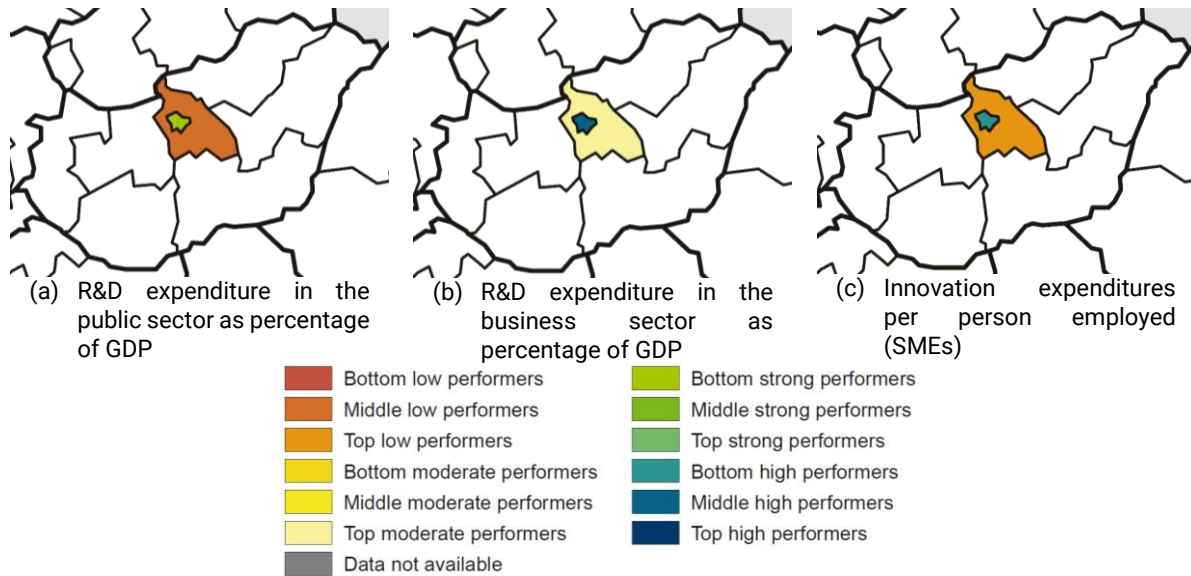 (a) R&D expenditure in the
public sector as percentage
of GDP
(b) R&D expenditure in the
business sector as
percentage of GDP
(c) Innovation expenditures
per person employed
(SMEs)
Bottom low performers
Middle low performers
Top low performers
Bottom moderate performers
Middle moderate performers
Top moderate performers
Data not available
Bottom strong performers
Middle strong performers
Top strong performers
Bottom high performers
Middle high performers
Top high performers